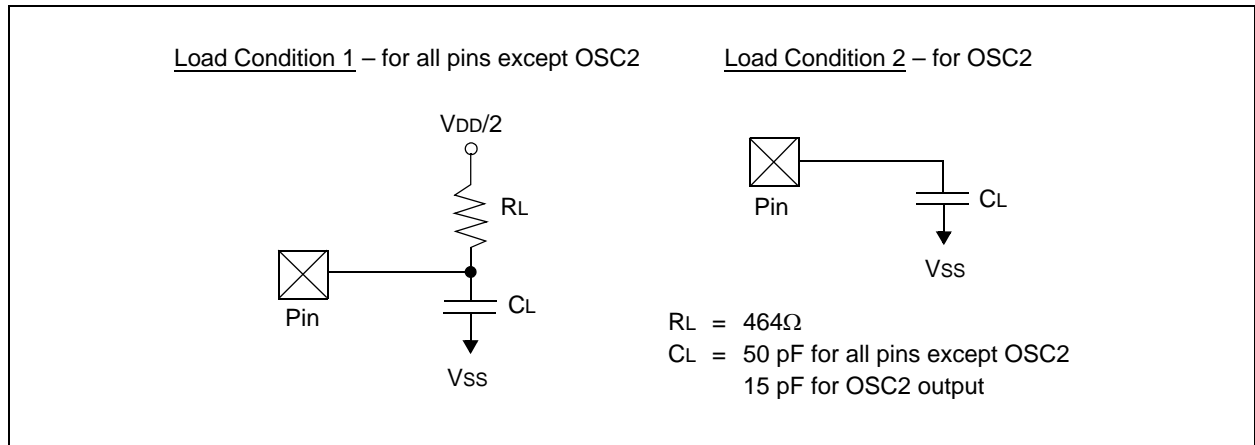 Load Condition 1 – for all pins except OSC2
VDD/2
RL
Pin
CL
VSS
Load Condition 2 – for OSC2
Pin
CL
VSS
RL = 464Ω
CL = 50 pF for all pins except OSC2
15 pF for OSC2 output